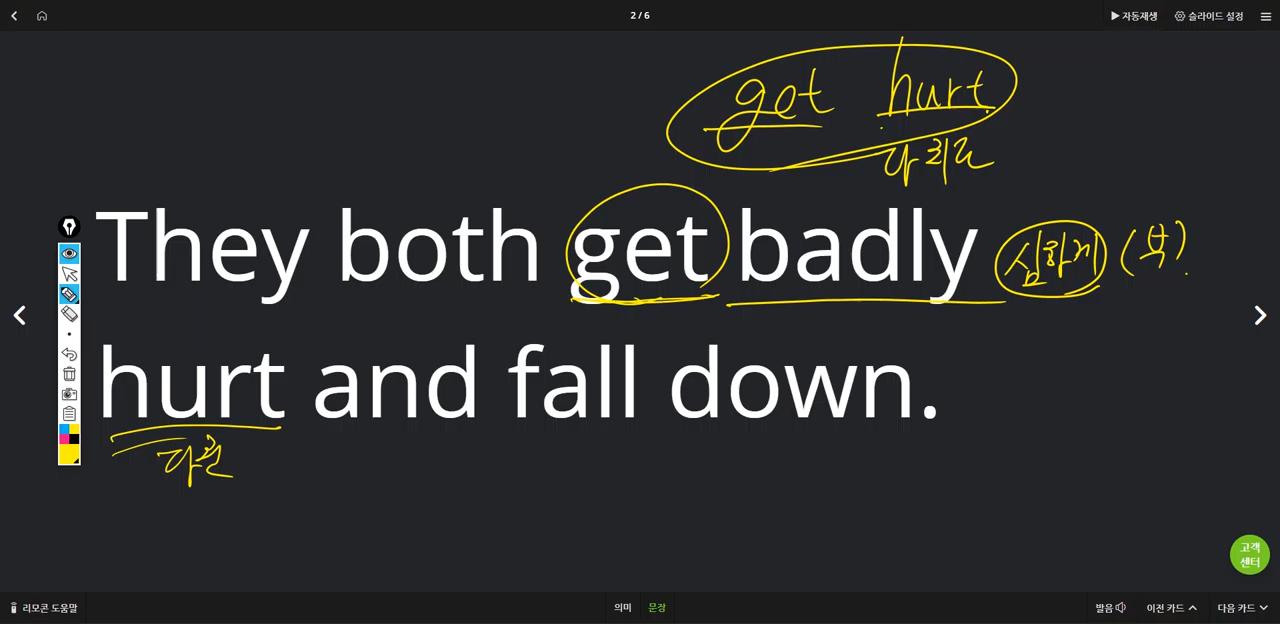 2 / 6
자동재생
슬라이드 설정
get hurt
다치다
They both get badly
심하게 (부)
hurt and fall down.
다친
고객
센터
리모콘 도움말
의미
문장
발음
이전 카드
다음 카드